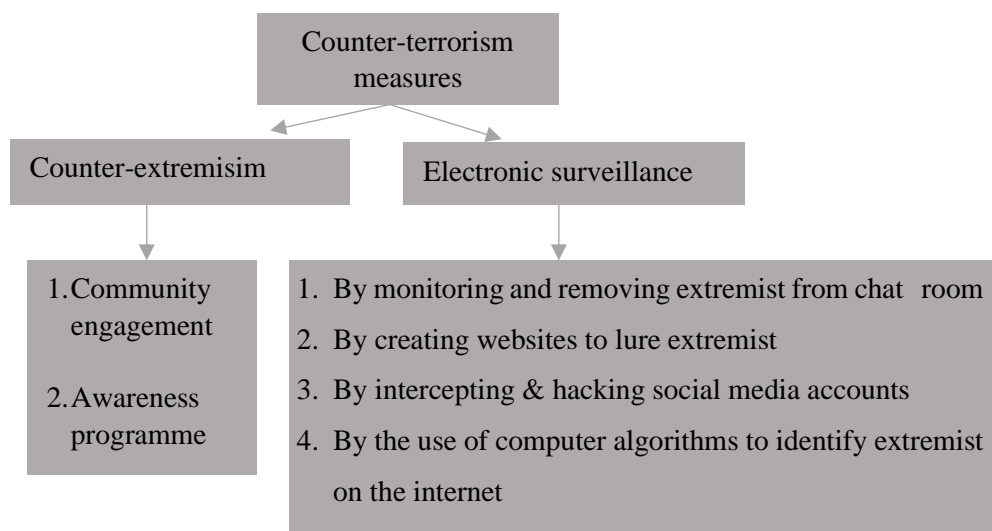 Counter-terrorism
measures
Counter-extremisim
Electronic surveillance
1.Community
engagement
2.Awareness
programme
1. By monitoring and removing extremist from chat room
2. By creating websites to lure extremist
3. By intercepting & hacking social media accounts
4. By the use of computer algorithms to identify extremist
on the internet